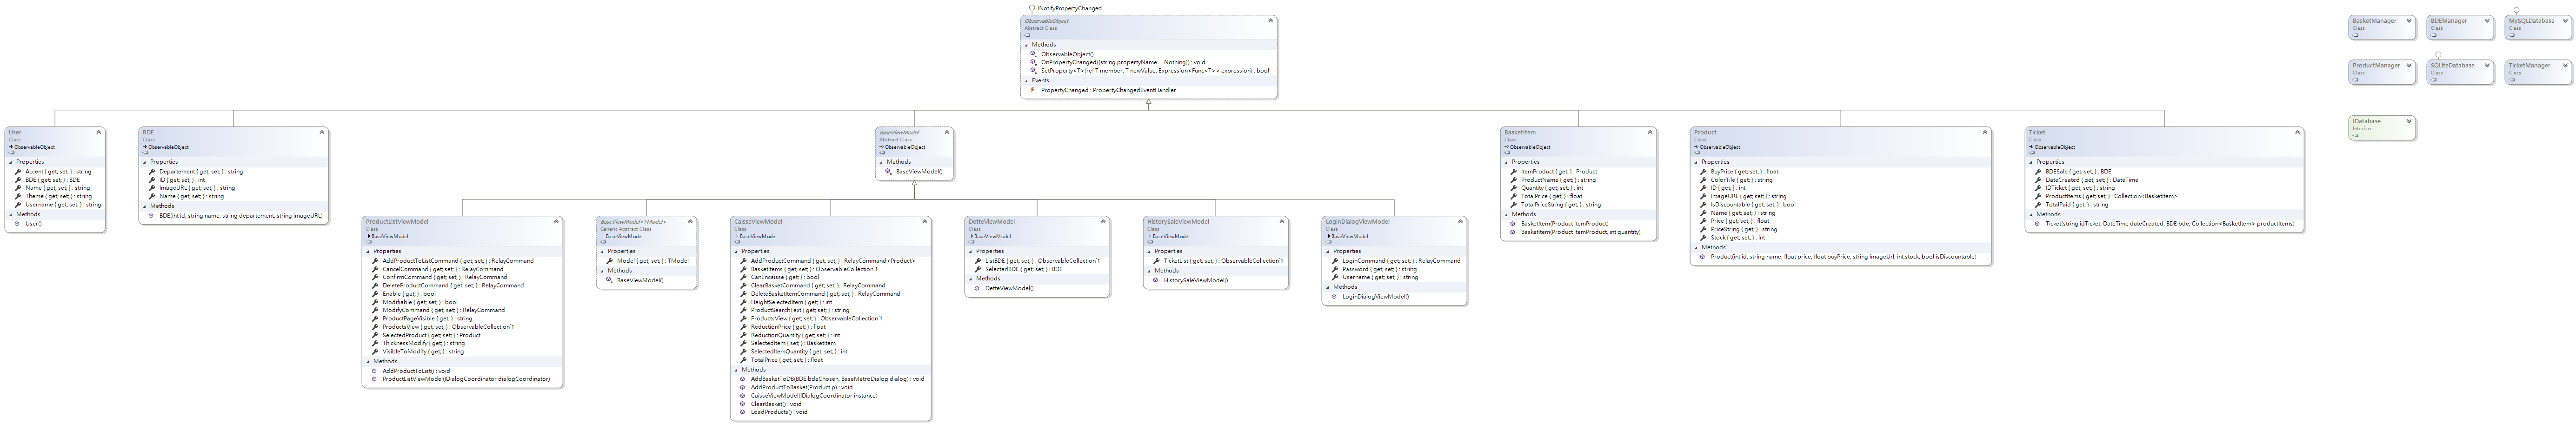 INotifyPropertyChanged
ObservableObject
Abstract Class
Methods
ObservableObject()
OnPropertyChanged([string propertyName = Nothing]) : void
SetProperty<T>(ref T member, T newValue, Expression<Func<T>> expression) : bool
Events
PropertyChanged : PropertyChangedEventHandler
BasketManager
Class
BDEManager
Class
MySQLDatabase
Class
ProductManager
Class
SQLiteDatabase
Class
TicketManager
Class
IDatabase
Interface
User
Class
ObservableObject
Properties
Accent { get; set; } : string
BDE { get; set; } : BDE
Name { get; set; } : string
Theme { get; set; } : string
Username { get; set; } : string
Methods
User()
BDE
Class
ObservableObject
Properties
Departement { get; set; } : string
ID { get; set; } : int
ImageURL { get; set; } : string
Name { get; set; } : string
Methods
BDE(int id, string name, string departement, string imageURL)
BaseViewModel
Abstract Class
ObservableObject
Methods
BaseViewModel()
BasketItem
Class
ObservableObject
Properties
ItemProduct { get; set; } : Product
ProductName { get; } : string
Quantity { get; set; } : int
TotalPrice { get; } : float
TotalPriceString { get; } : string
Methods
BasketItem(Product itemProduct)
BasketItem(Product itemProduct, int quantity)
Product
Class
ObservableObject
Properties
BuyPrice { get; set; } : float
ColorTile { get; } : string
ID { get; } : int
ImageURL { get; set; } : string
IsDiscountable { get; set; } : bool
Name { get; set; } : string
Price { get; set; } : float
PriceString { get; } : string
Stock { get; set; } : int
Methods
Product(int id, string name, float price, float buyPrice, string imageUrl, int stock, bool isDiscountable)
Ticket
Class
ObservableObject
Properties
BDESale { get; set; } : BDE
DateCreated { get; set; } : DateTime
IDTicket { get; set; } : string
ProductItems { get; } : Collection<BasketItem>
TotalPaid { get; } : string
Methods
Ticket(string idTicket, DateTime dateCreated, BDE bde, Collection<BasketItem> productItems)
ProductListViewModel
Class
BaseViewModel
Properties
AddProductToListCommand { get; set; } : RelayCommand
CancelCommand { get; set; } : RelayCommand
ConfirmCommand { get; set; } : RelayCommand
DeleteProductCommand { get; set; } : RelayCommand
Enable { get; } : bool
Modifiable { get; set; } : bool
ModifyCommand { get; set; } : RelayCommand
ProductPageVisible { get; } : string
ProductsView { get; set; } : ObservableCollection`1
SelectedProduct { get; set; } : Product
ThicknessModify { get; } : string
VisibleToModify { get; } : string
Methods
AddProductToList() : void
ProductListViewModel(IDialogCoordinator dialogCoordinator)
BaseViewModel<TModel>
Generic Abstract Class
BaseViewModel
Properties
Model { get; set; } : TModel
Methods
BaseViewModel()
CaisseViewModel
Class
BaseViewModel
Properties
AddProductCommand { get; set; } : RelayCommand<Product>
BasketItems { get; set; } : ObservableCollection`1
CanEncaisse { get; } : bool
ClearBasketCommand { get; set; } : RelayCommand
DeleteBasketItemCommand { get; set; } : RelayCommand
HeightSelectedItem { get; } : int
ProductSearchText { get; set; } : string
ProductsView { get; set; } : ObservableCollection`1
ReductionPrice { get; } : float
ReductionQuantity { get; set; } : int
SelectedItem { set; } : BasketItem
SelectedItemQuantity { get; set; } : int
TotalPrice { get; set; } : float
Methods
AddBasketToDB(BDE bdeChosen, BaseMetroDialog dialog) : void
AddProductToBasket(Product p) : void
CaisseViewModel(IDialogCoordinator instance)
ClearBasket() : void
LoadProducts() : void
DetteViewModel
Class
BaseViewModel
Properties
ListBDE { get; set; } : ObservableCollection`1
SelectedBDE { get; set; } : BDE
Methods
DetteViewModel()
HistorySaleViewModel
Class
BaseViewModel
Properties
TicketList { get; set; } : ObservableCollection`1
Methods
HistorySaleViewModel()
LoginDialogViewModel
Class
BaseViewModel
Properties
LoginCommand { get; set; } : RelayCommand
Password { get; set; } : string
Username { get; set; } : string
Methods
LoginDialogViewModel()